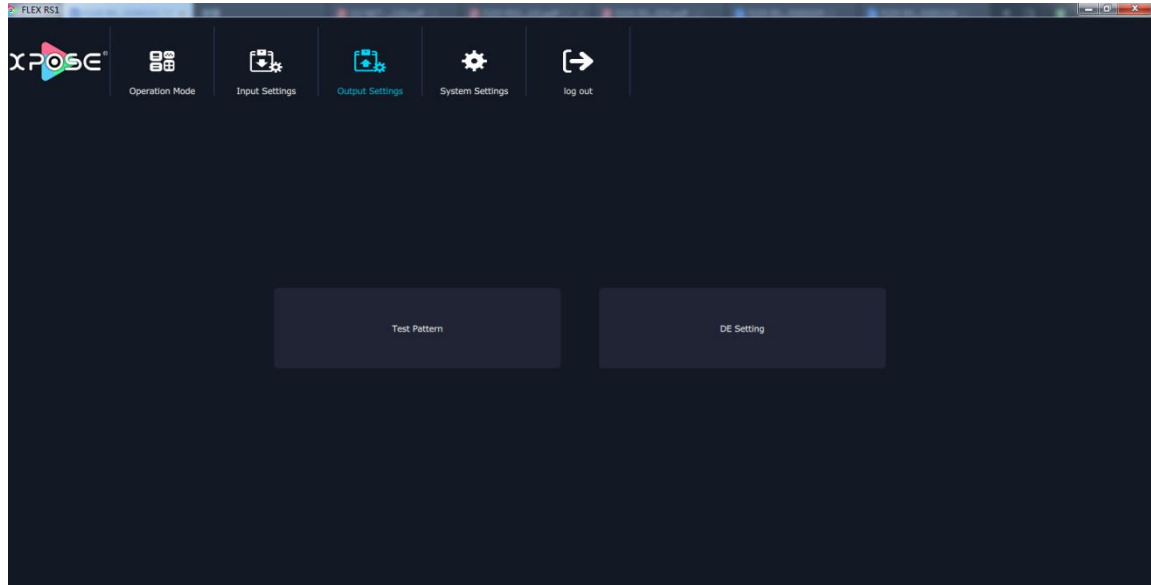 FLEX RS1
XPOSE®
Operation Mode
Input Settings
Output Settings
System Settings
log out
Test Pattern
DE Setting